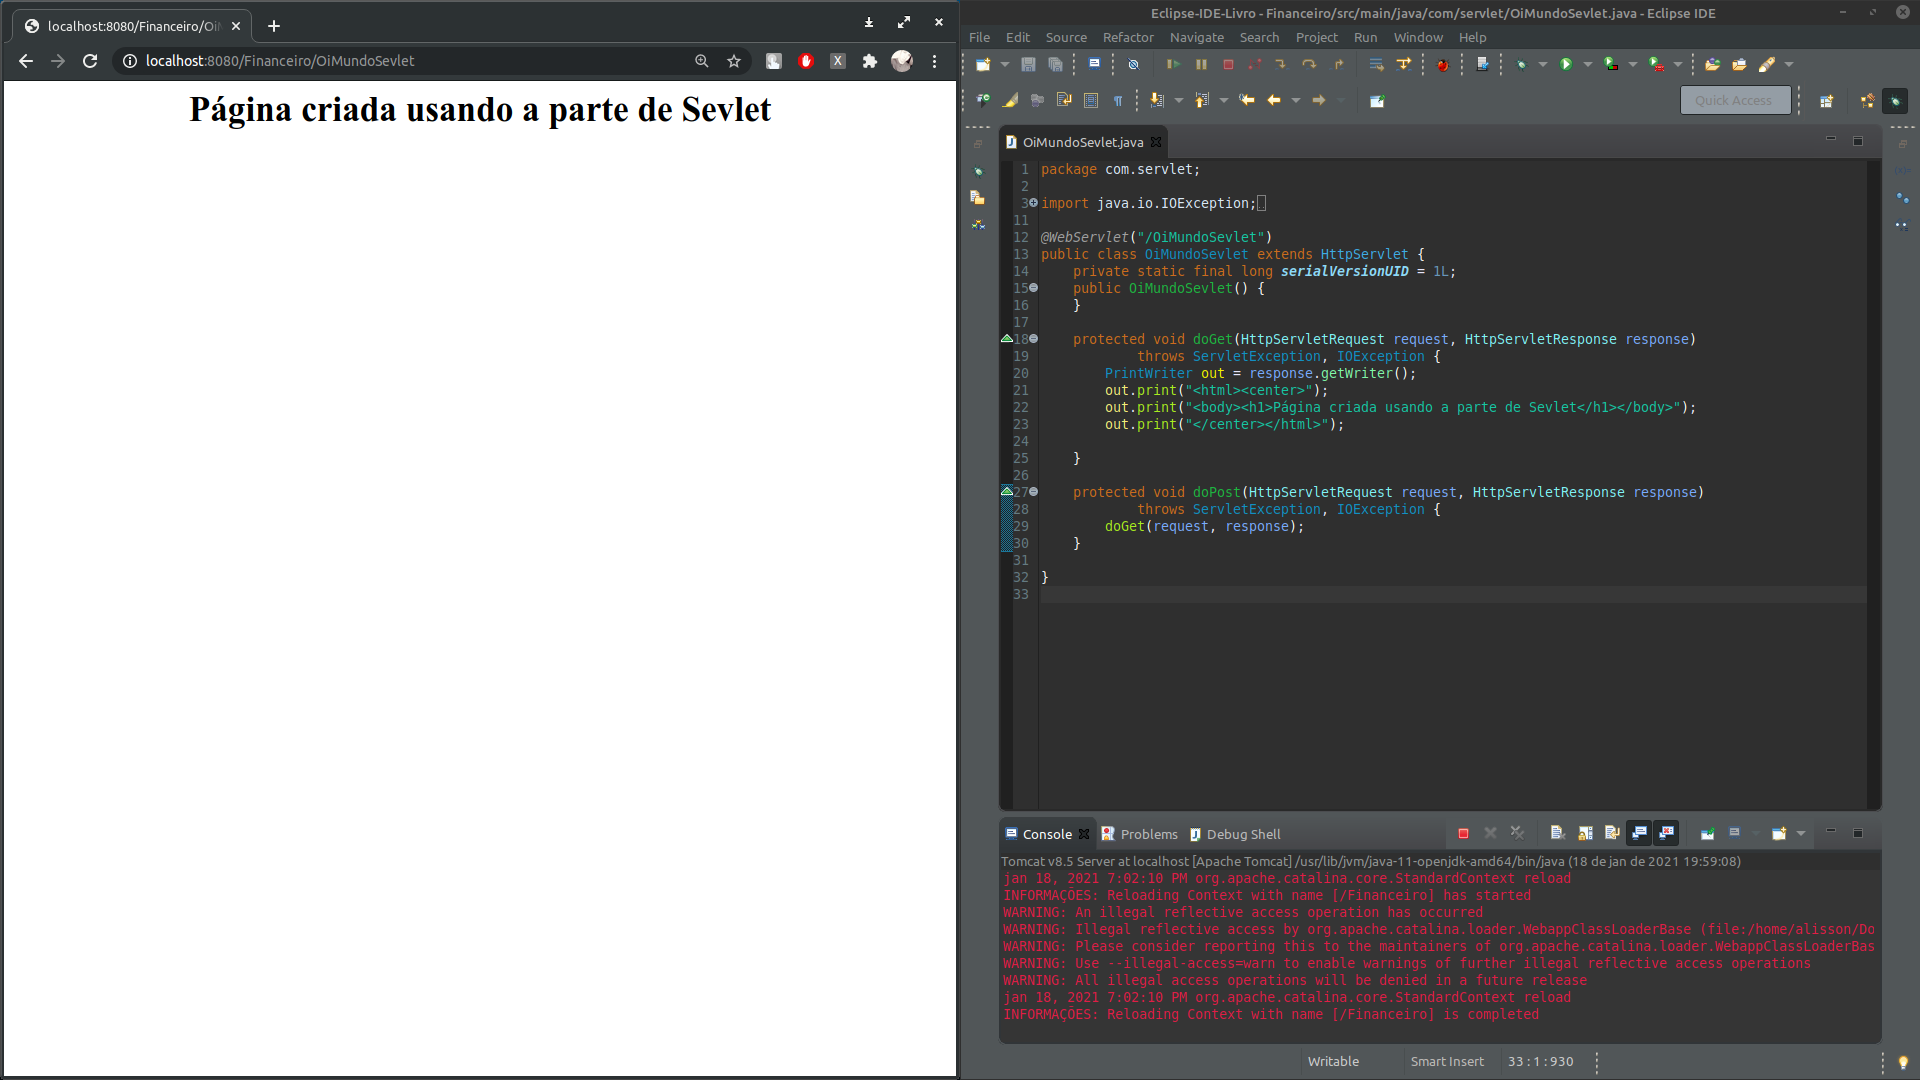 localhost:8080/Financeiro/Oi
localhost:8080/Financeiro/OiMundoSevlet
X
Página criada usando a parte de Sevlet
Eclipse-IDE-Livro - Financeiro/src/main/java/com/servlet/OiMundoSevlet.java - Eclipse IDE
File Edit Source Refactor Navigate Search Project Run Window Help
Quick Access
OiMundoSevlet.java
1 package com.servlet;
2
3 import java.io.IOException;
11
12 @WebServlet("/OiMundoSevlet")
13 public class OiMundoSevlet extends HttpServlet {
14 private static final long serialVersionUID = 1L;
15 public OiMundoSevlet() {
16 }
17
18 protected void doGet(HttpServletRequest request, HttpServletResponse response)
19 throws ServletException, IOException {
20 PrintWriter out = response.getWriter();
21 out.print("<html><center>");
22 out.print("<body><h1>Página criada usando a parte de Sevlet</h1></body>");
23 out.print("</center></html>");
24
25 }
26
27 protected void doPost(HttpServletRequest request, HttpServletResponse response)
28 throws ServletException, IOException {
29 doGet(request, response);
30 }
31
32 }
33
Console Problems Debug Shell
Tomcat v8.5 Server at localhost [Apache Tomcat] /usr/lib/jvm/java-11-openjdk-amd64/bin/java (18 de jan de 2021 19:59:08)
jan 18, 2021 7:02:10 PM org.apache.catalina.core.StandardContext reload
INFORMAÇÕES: Reloading Context with name [/Financeiro] has started
WARNING: An illegal reflective access operation has occurred
WARNING: Illegal reflective access by org.apache.catalina.loader.WebappClassLoaderBase (file:/home/alisson/Do
WARNING: Please consider reporting this to the maintainers of org.apache.catalina.loader.WebappClassLoaderBas
WARNING: Use --illegal-access=warn to enable warnings of further illegal reflective access operations
WARNING: All illegal access operations will be denied in a future release
jan 18, 2021 7:02:10 PM org.apache.catalina.core.StandardContext reload
INFORMAÇÕES: Reloading Context with name [/Financeiro] is completed
Writable Smart Insert 33 : 1 : 930